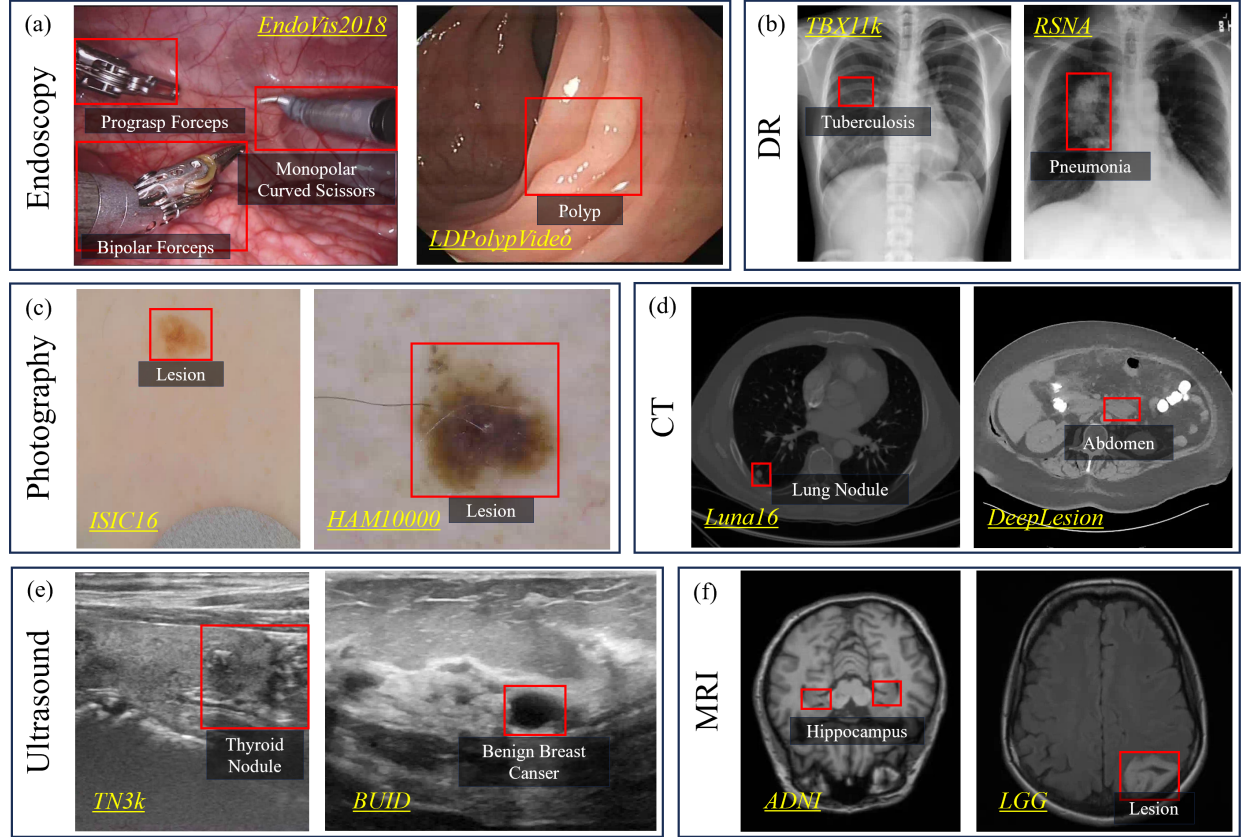 (a)
Endoscopy
EndoVis2018
Prograsp Forceps
Monopolar
Curved Scissors
Bipolar Forceps
Polyp
LDPolypVideo
(b)
DR
TBX11k
Tuberculosis
RSNA
Pneumonia
(c)
Photography
Lesion
ISIC16
HAM10000
Lesion
(d)
CT
Lung Nodule
Luna16
Abdomen
DeepLesion
(e)
Ultrasound
Thyroid
Nodule
TN3k
Benign Breast
Canser
BUID
(f)
MRI
Hippocampus
ADNI
LGG
Lesion